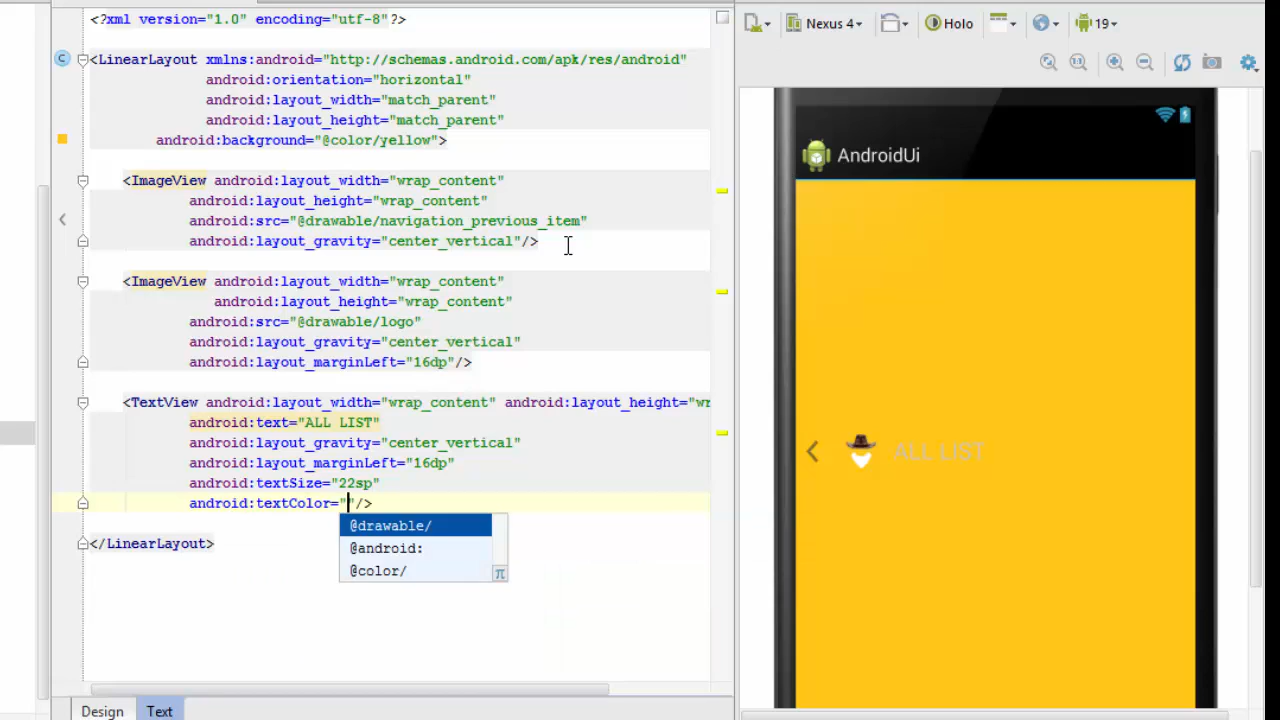 <?xml version="1.0" encoding="utf-8"?>
<LinearLayout xmlns:android="http://schemas.android.com/apk/res/android"
android:orientation="horizontal"
android:layout_width="match_parent"
android:layout_height="match_parent"
android:background="@color/yellow">
<ImageView android:layout_width="wrap_content"
android:layout_height="wrap_content"
android:src="@drawable/navigation_previous_item"
android:layout_gravity="center_vertical"/>
<ImageView android:layout_width="wrap_content"
android:layout_height="wrap_content"
android:src="@drawable/logo"
android:layout_gravity="center_vertical"
android:layout_marginLeft="16dp"/>
<TextView android:layout_width="wrap_content" android:layout_height="wr
android:text="ALL LIST"
android:layout_gravity="center_vertical"
android:layout_marginLeft="16dp"
android:textSize="22sp"
android:textColor=""/>
@drawable/
@android:
@color/
π
</LinearLayout>
Design Text
Nexus 4 Holo 19
1:1
AndroidUi
ALL LIST
C